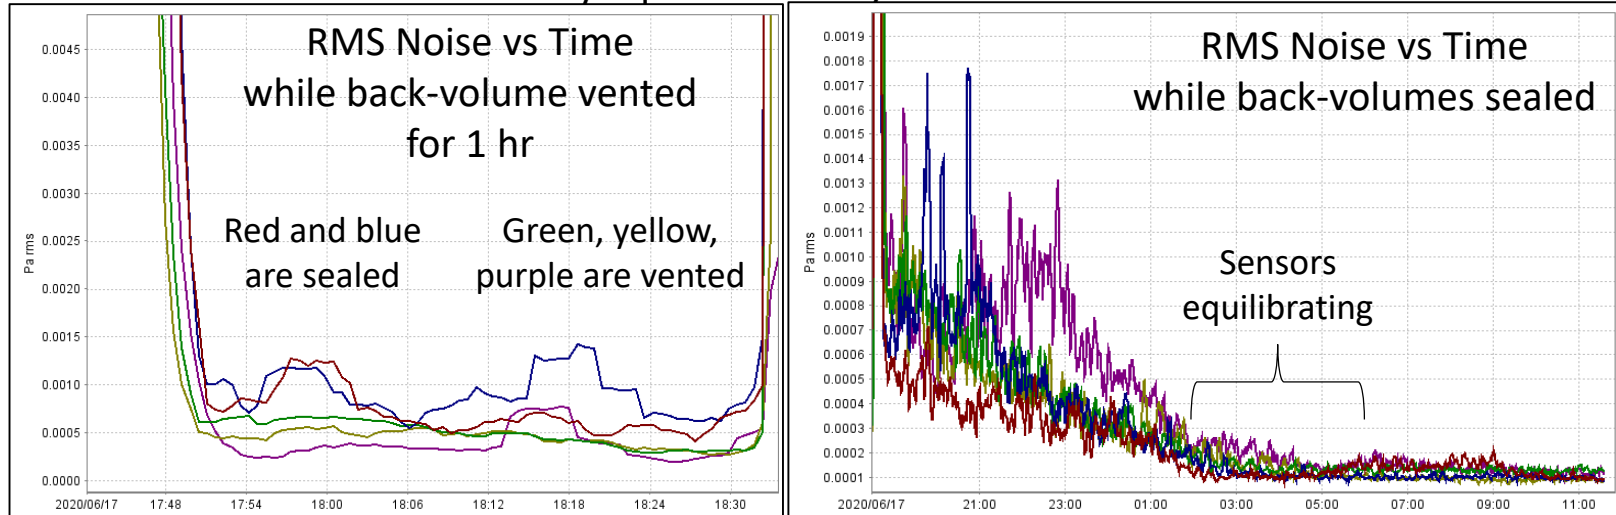 RMS Noise vs Time
while back-volume vented
for 1 hr
Red and blue
are sealed
Green, yellow,
purple are vented
Pa rms
0.0045
0.0040
0.0035
0.0030
0.0025
0.0020
0.0015
0.0010
0.0005
0.0000
2020/06/17 17:48 17:54 18:00 18:06 18:12 18:18 18:24 18:30
RMS Noise vs Time
while back-volumes sealed
Sensors
equilibrating
Pa rms
0.0019
0.0018
0.0017
0.0016
0.0015
0.0014
0.0013
0.0012
0.0011
0.0010
0.0009
0.0008
0.0007
0.0006
0.0005
0.0004
0.0003
0.0002
0.0001
2020/06/17 21:00 23:00 01:00 03:00 05:00 07:00 09:00 11:00